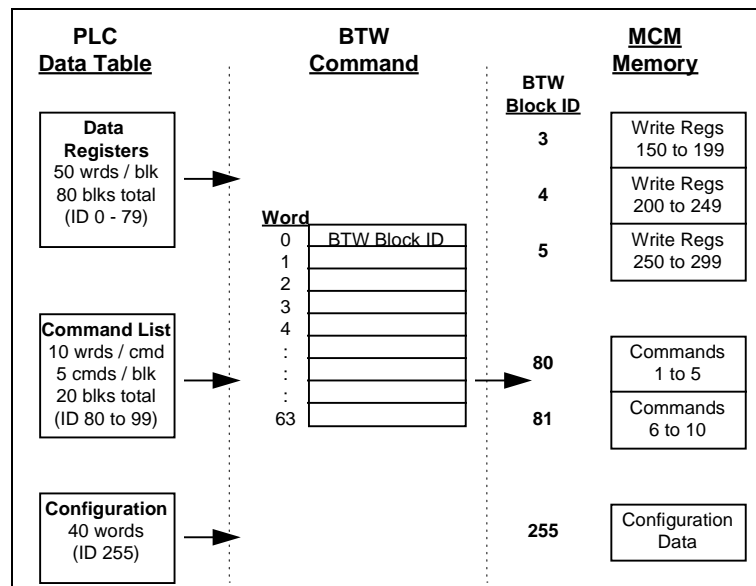 PLC
Data Table
BTW
Command
MCM
Memory
BTW
Block ID
Data
Registers
50 wrds / blk
80 blks total
(ID 0 - 79)
3
Write Regs
150 to 199
4
Write Regs
200 to 249
5
Write Regs
250 to 299
Word
0
BTW Block ID
1
2
3
4
:
:
:
63
Command List
10 wrds / cmd
5 cmds / blk
20 blks total
(ID 80 to 99)
80
Commands
1 to 5
81
Commands
6 to 10
Configuration
40 words
(ID 255)
255
Configuration
Data